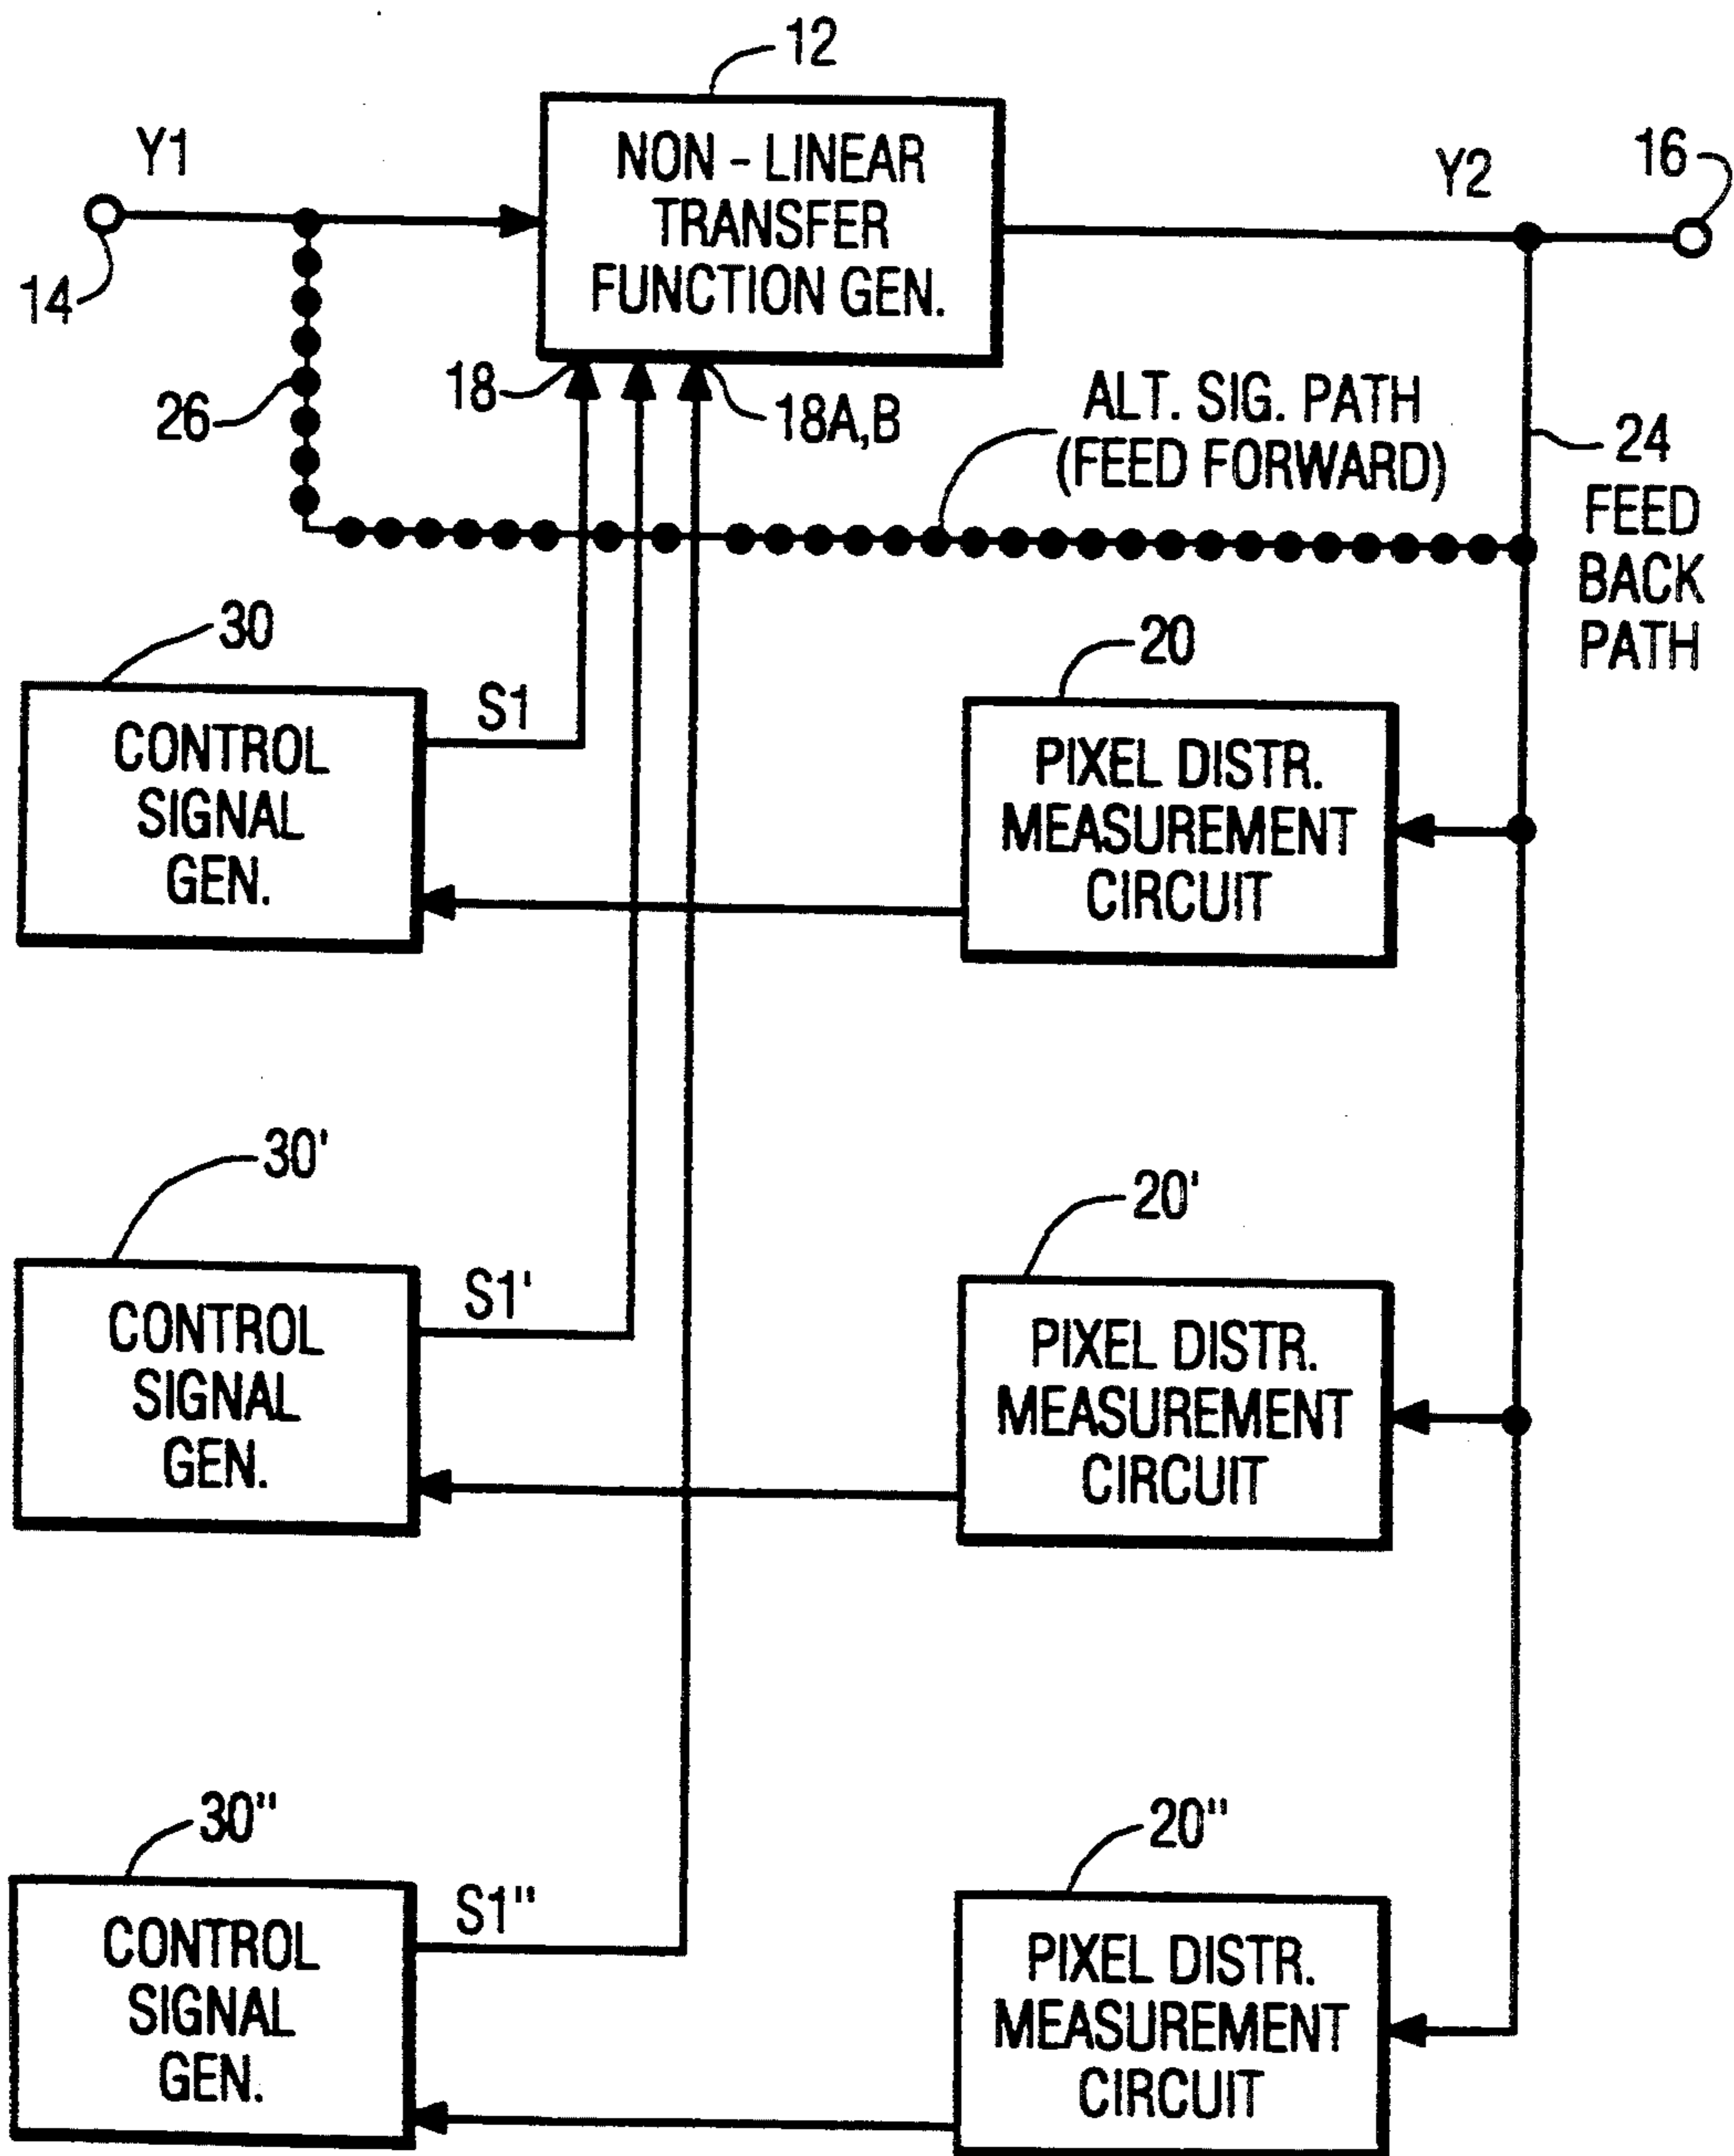 12
Y1
NON - LINEAR
TRANSFER
FUNCTION GEN.
Y2
16
14
26
18
18A,B
ALT. SIG. PATH
(FEED FORWARD)
24
FEED
BACK
PATH
30
S1
CONTROL
SIGNAL
GEN.
20
PIXEL DISTR.
MEASUREMENT
CIRCUIT
30'
S1'
CONTROL
SIGNAL
GEN.
20'
PIXEL DISTR.
MEASUREMENT
CIRCUIT
30"
S1"
CONTROL
SIGNAL
GEN.
20"
PIXEL DISTR.
MEASUREMENT
CIRCUIT